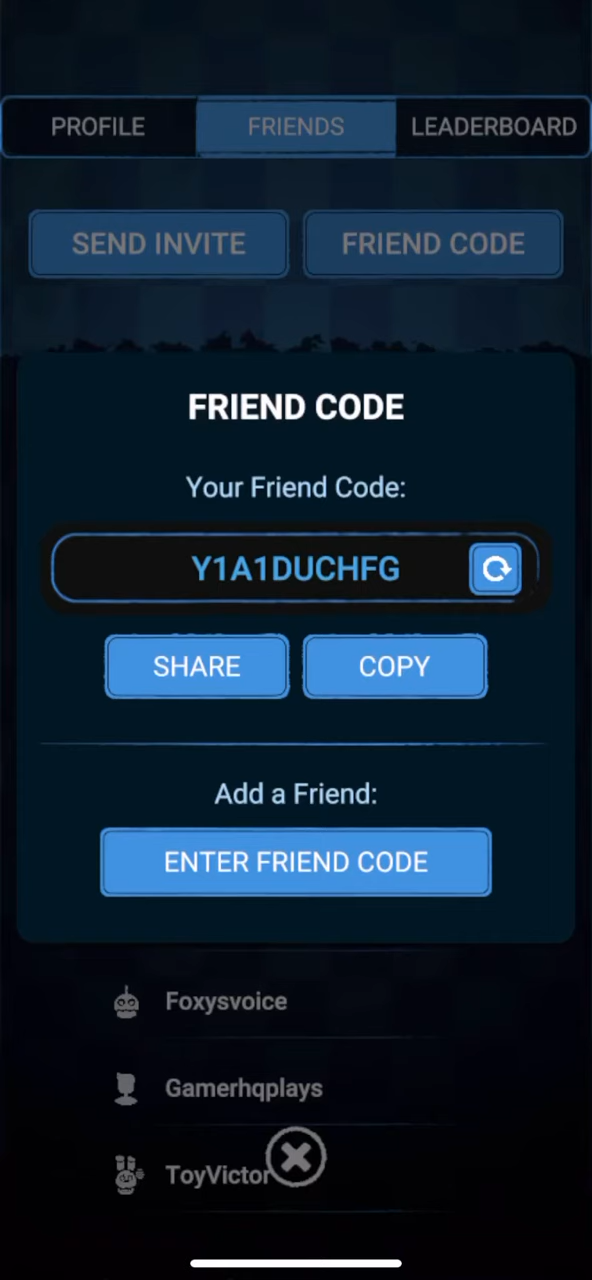 PROFILE FRIENDS LEADERBOARD
SEND INVITE FRIEND CODE
FRIEND CODE
Your Friend Code:
Y1A1DUCHFG
SHARE COPY
Add a Friend:
ENTER FRIEND CODE
Foxysvoice
Gamerhqplays
ToyVictor